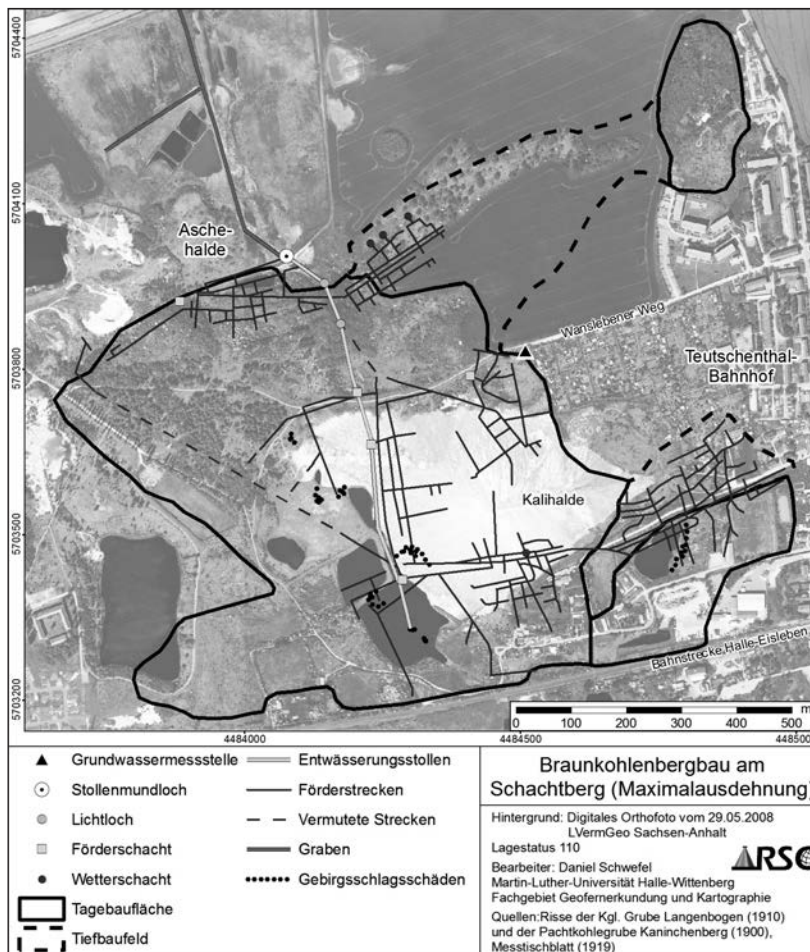 5704400
5704100
5703800
5703500
5703200
Asche-
halde
Wanslebener Weg
Teutschenthal-
Bahnhof
Kalihalde
Bahnstrecke Halle-Eisleben
m
0 100 200 300 400 500
4484000
4484500
448500
Grundwassermessstelle
Stollenmundloch
Lichtloch
Förderschacht
Wetterschacht
Tagebaufläche
Tiefbaufeld
Entwässerungsstollen
Förderstrecken
Vermutete Strecken
Graben
Gebirgsschlagsschäden
Braunkohlenbergbau am
Schachtberg (Maximalausdehnung)
Hintergrund: Digitales Orthofoto vom 29.05.2008
LVermGeo Sachsen-Anhalt
Lagestatus 110
Bearbeiter: Daniel Schwefel
ARSC
Martin-Luther-Universität Halle-Wittenberg
Fachgebiet Geofernerkundung und Kartographie
Quellen:Risse der Kgl. Grube Langenbogen (1910)
und der Pachtkohlegrube Kaninchenberg (1900),
Messtischblatt (1919)